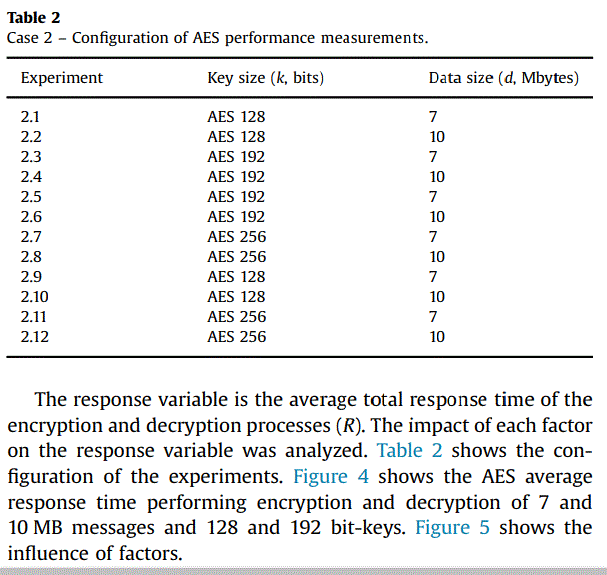 Table 2
Case 2 – Configuration of AES performance measurements.
Experiment Key size (k, bits) Data size (d, Mbytes)
2.1 AES 128 7
2.2 AES 128 10
2.3 AES 192 7
2.4 AES 192 10
2.5 AES 192 7
2.6 AES 192 10
2.7 AES 256 7
2.8 AES 256 10
2.9 AES 128 7
2.10 AES 128 10
2.11 AES 256 7
2.12 AES 256 10
The response variable is the average total response time of the
encryption and decryption processes (R). The impact of each factor
on the response variable was analyzed. Table 2 shows the con-
figuration of the experiments. Figure 4 shows the AES average
response time performing encryption and decryption of 7 and
10 MB messages and 128 and 192 bit-keys. Figure 5 shows the
influence of factors.